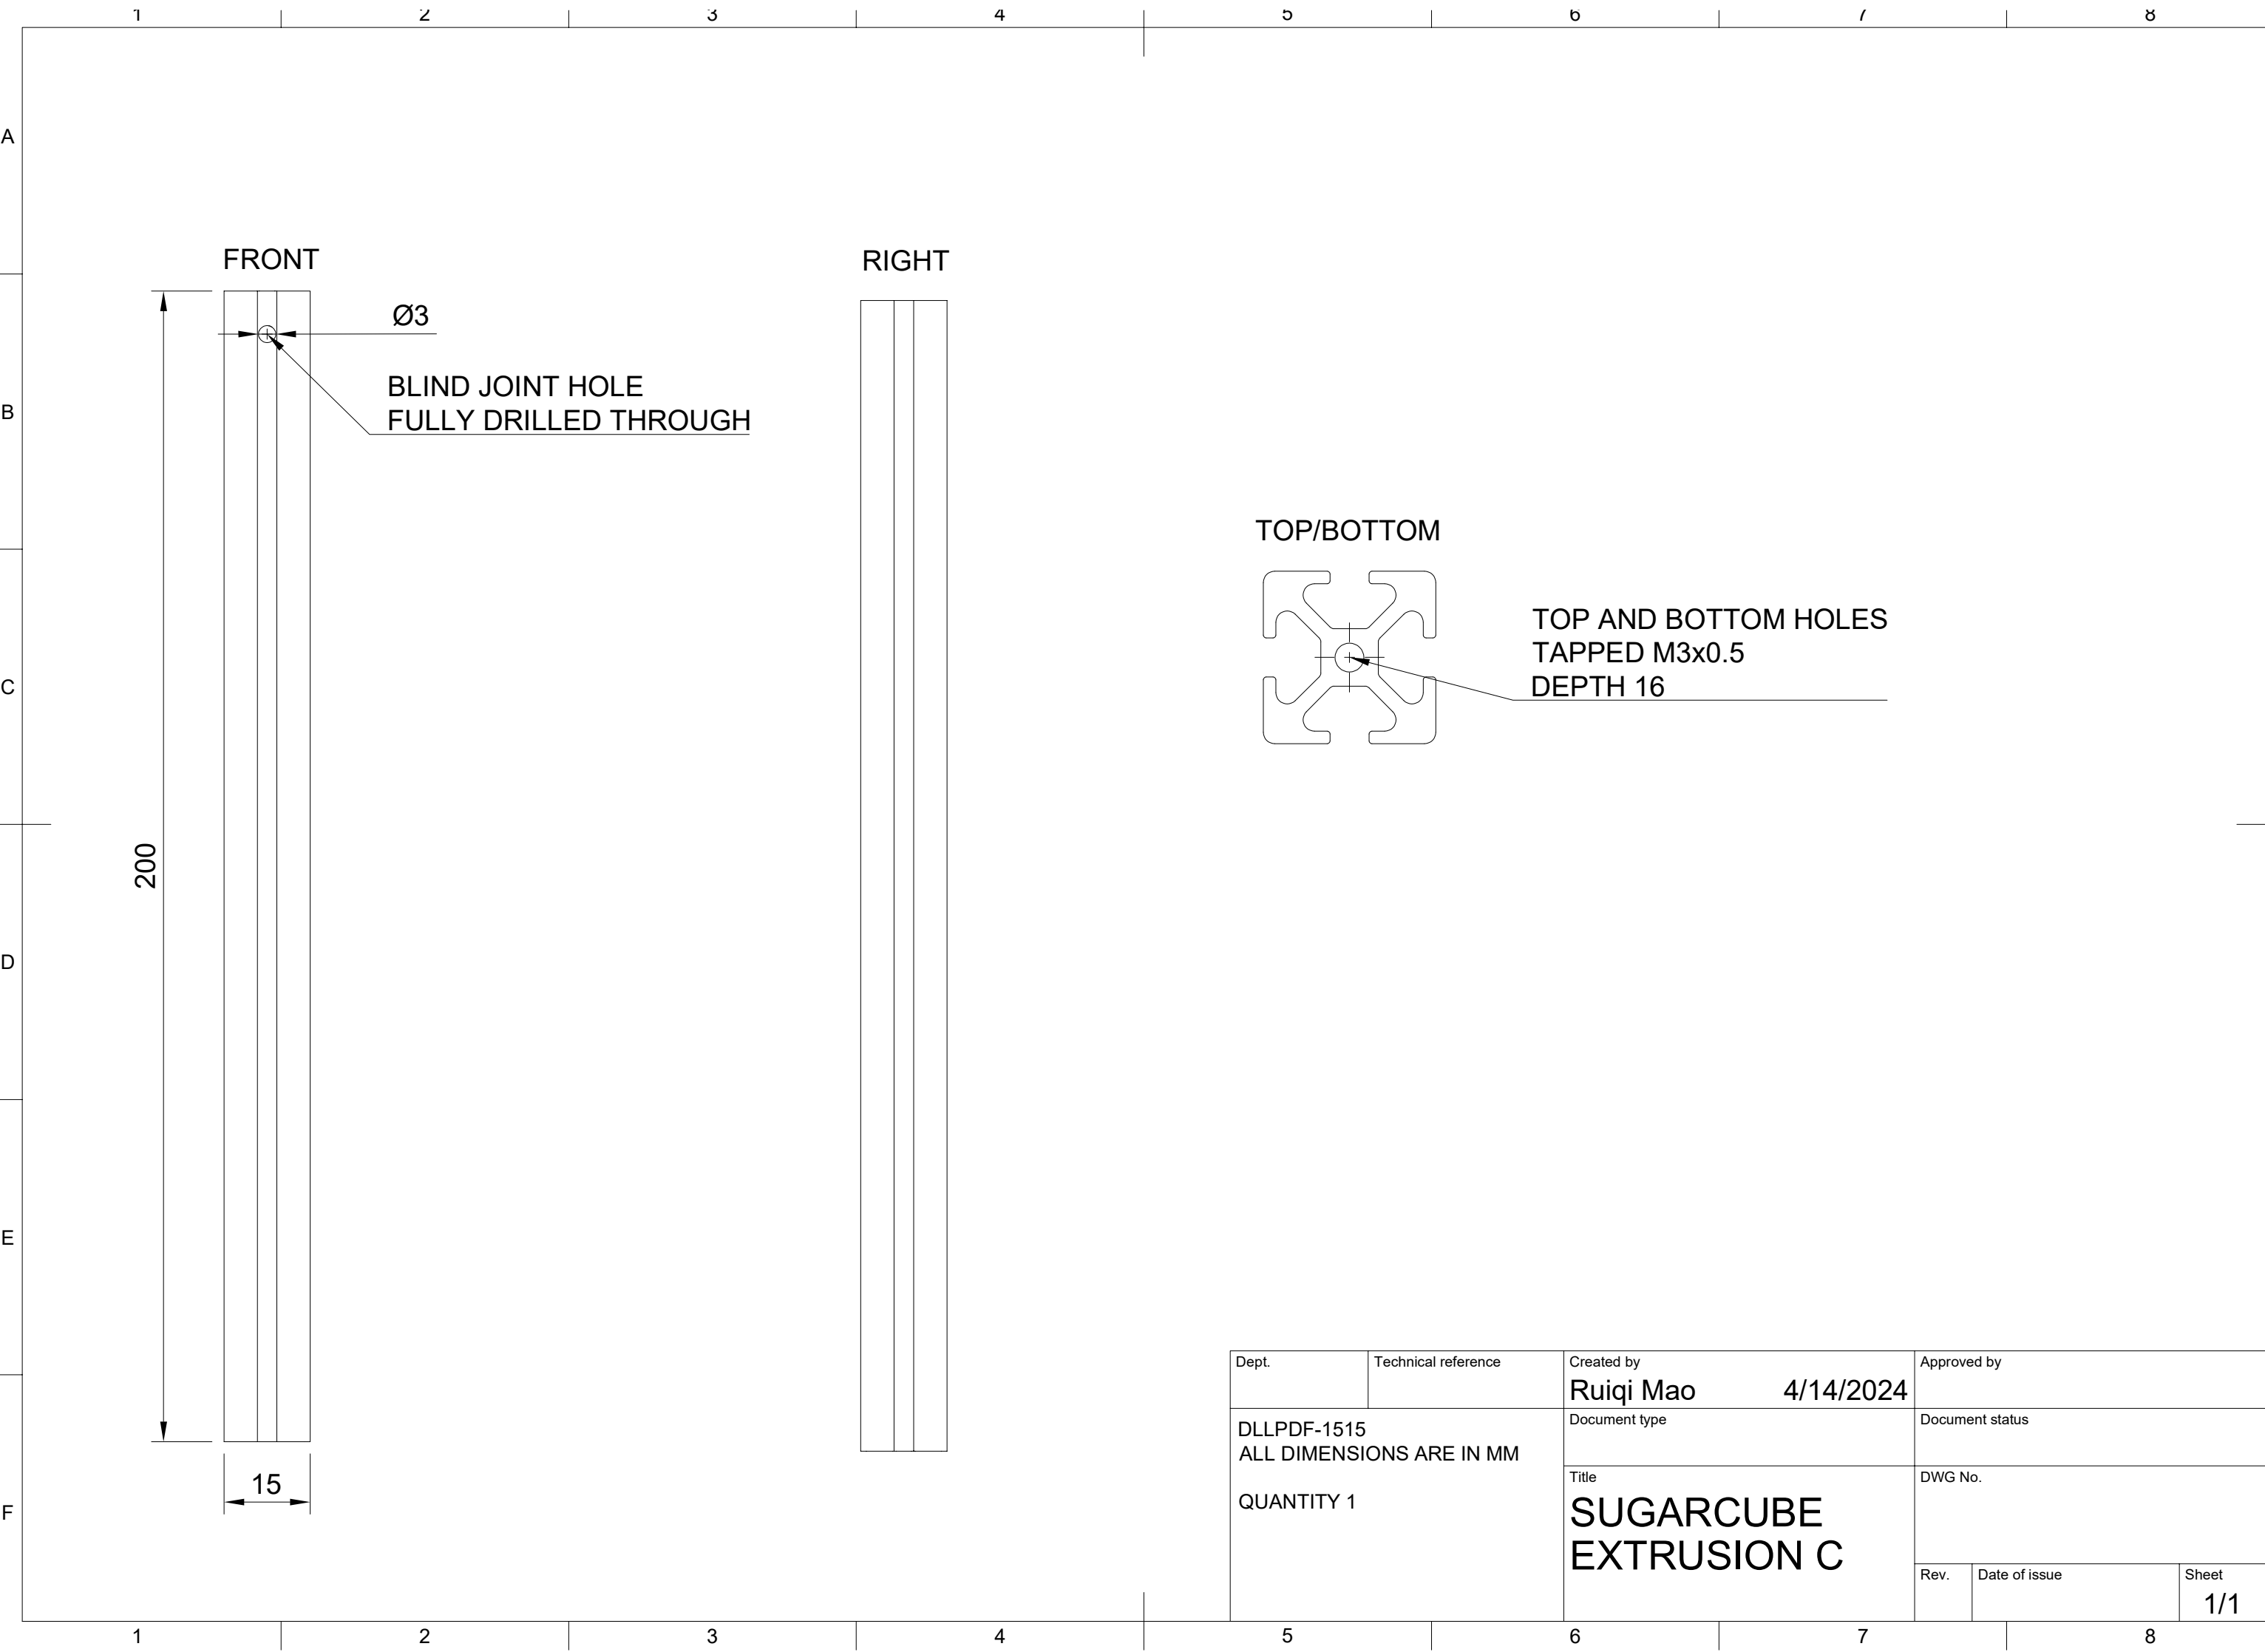 1 2 3 4 5 6 7 8
A
FRONT
RIGHT
Ø3
BLIND JOINT HOLE
FULLY DRILLED THROUGH
B
TOP/BOTTOM
TOP AND BOTTOM HOLES
TAPPED M3x0.5
DEPTH 16
C
200
D
E
15
F
Dept.
Technical reference
Created by
Ruiqi Mao 4/14/2024
Approved by
DLLPDF-1515
ALL DIMENSIONS ARE IN MM
QUANTITY 1
Document type
Document status
Title
SUGARCUBE
EXTRUSION C
DWG No.
Rev.
Date of issue
Sheet
1/1
1 2 3 4 5 6 7 8